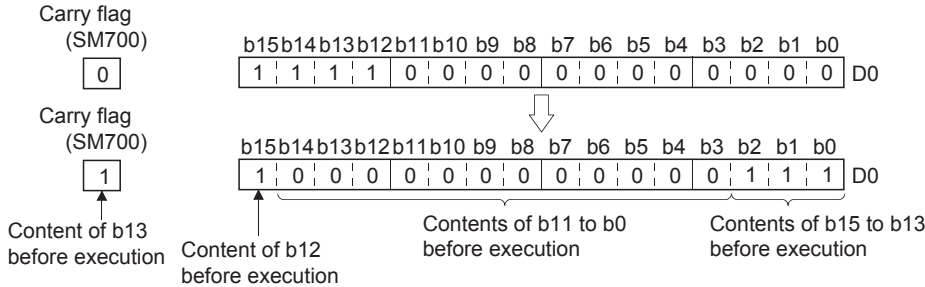 Carry flag
(SM700)
b15 b14 b13 b12 b11 b10 b9 b8 b7 b6 b5 b4 b3 b2 b1 b0
0 1 1 1 1 0 0 0 0 0 0 0 0 0 0 0 0 D0
Carry flag
(SM700)
b15 b14 b13 b12 b11 b10 b9 b8 b7 b6 b5 b4 b3 b2 b1 b0
1 1 0 0 0 0 0 0 0 0 0 0 0 0 1 1 1 D0
Content of b13
before execution
Content of b12
before execution
Contents of b11 to b0
before execution
Contents of b15 to b13
before execution